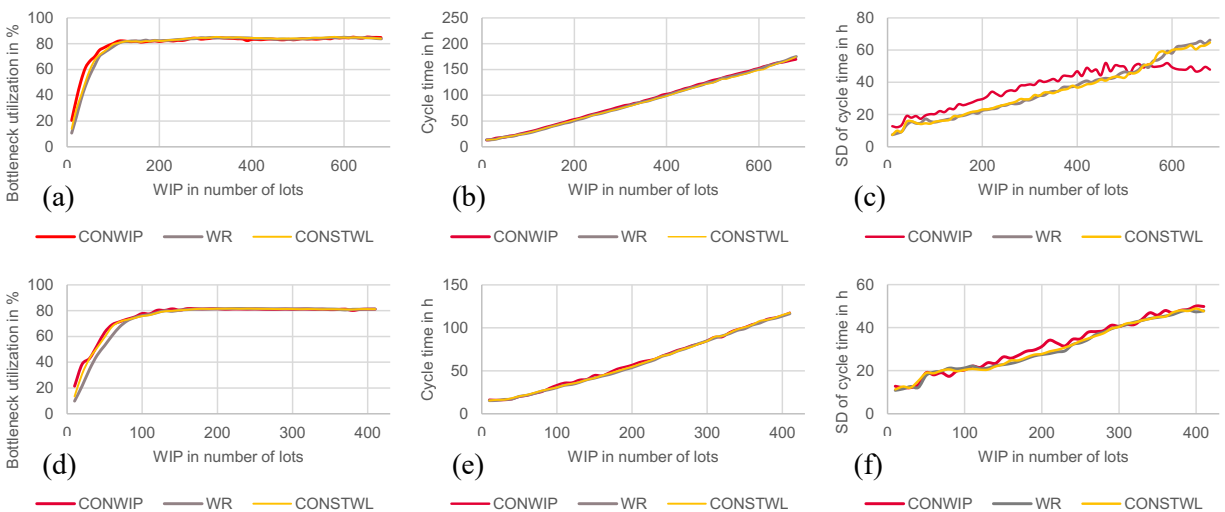 Bottleneck utilization in %
100
80
60
40
20
0
0 200 400 600
WIP in number of lots
(a)
CONWIP WR CONSTWL
Cycle time in h
250
200
150
100
50
0
0 200 400 600
WIP in number of lots
(b)
CONWIP WR CONSTWL
SD of cycle time in h
80
60
40
20
0
0 200 400 600
WIP in number of lots
(c)
CONWIP WR CONSTWL
Bottleneck utilization in %
100
80
60
40
20
0
0 100 200 300 400
WIP in number of lots
(d)
CONWIP WR CONSTWL
Cycle time in h
150
100
50
0
0 100 200 300 400
WIP in number of lots
(e)
CONWIP WR CONSTWL
SD of cycle time in h
60
40
20
0
0 100 200 300 400
WIP in number of lots
(f)
CONWIP WR CONSTWL